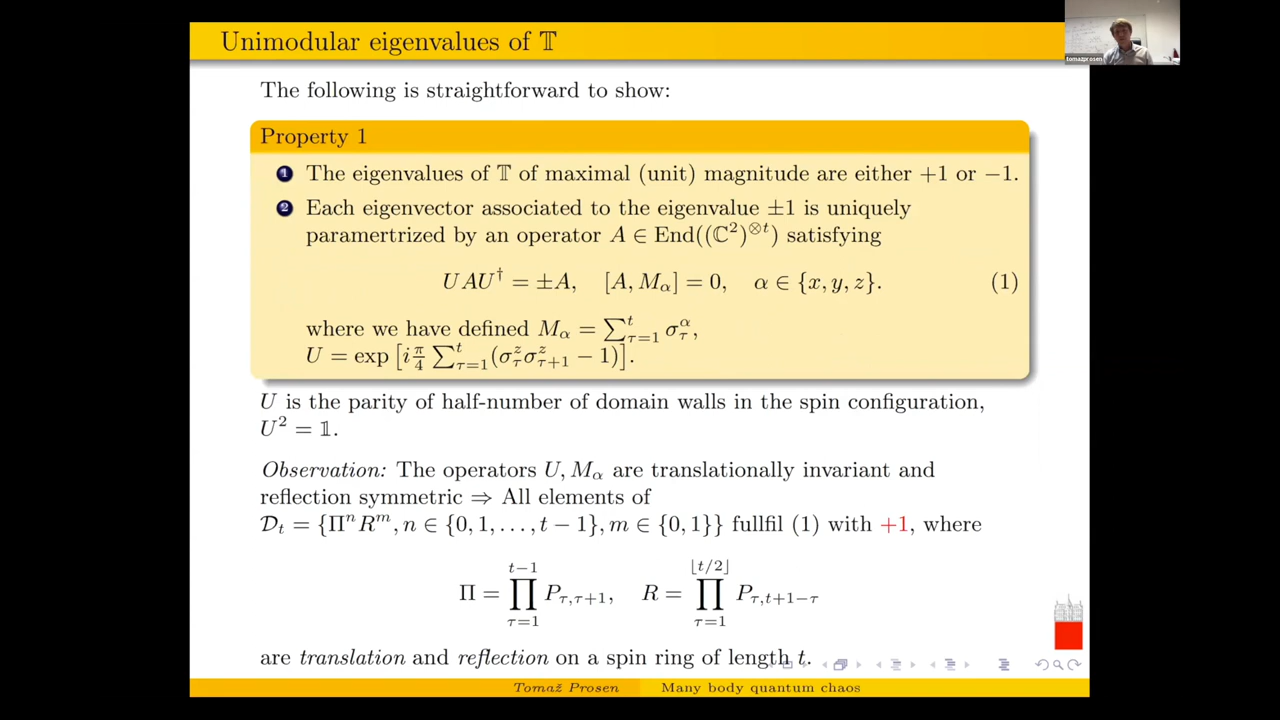 Unimodular eigenvalues of 𝕋
tomazprosen
The following is straightforward to show:
Property 1
1 The eigenvalues of 𝕋 of maximal (unit) magnitude are either +1 or −1.
2 Each eigenvector associated to the eigenvalue ±1 is uniquely
paramertrized by an operator A ∈ End((ℂ²)^{⊗t}) satisfying
UAU† = ±A, [A, M_α] = 0, α ∈ {x, y, z}. (1)
where we have defined M_α = ∑_{τ=1}^{t} σ_τ^α,
U = exp [i π/4 ∑_{τ=1}^{t} (σ_τ^z σ_{τ+1}^z − 1)].
U is the parity of half-number of domain walls in the spin configuration,
U² = 𝟙.
Observation: The operators U, M_α are translationally invariant and
reflection symmetric ⇒ All elements of
𝒟_t = {Π^n R^m, n ∈ {0, 1, …, t − 1}, m ∈ {0, 1}} fullfil (1) with +1, where
Π = ∏_{τ=1}^{t−1} P_{τ,τ+1}, R = ∏_{τ=1}^{⌊t/2⌋} P_{τ,t+1−τ}
are translation and reflection on a spin ring of length t.
Tomaž Prosen Many body quantum chaos